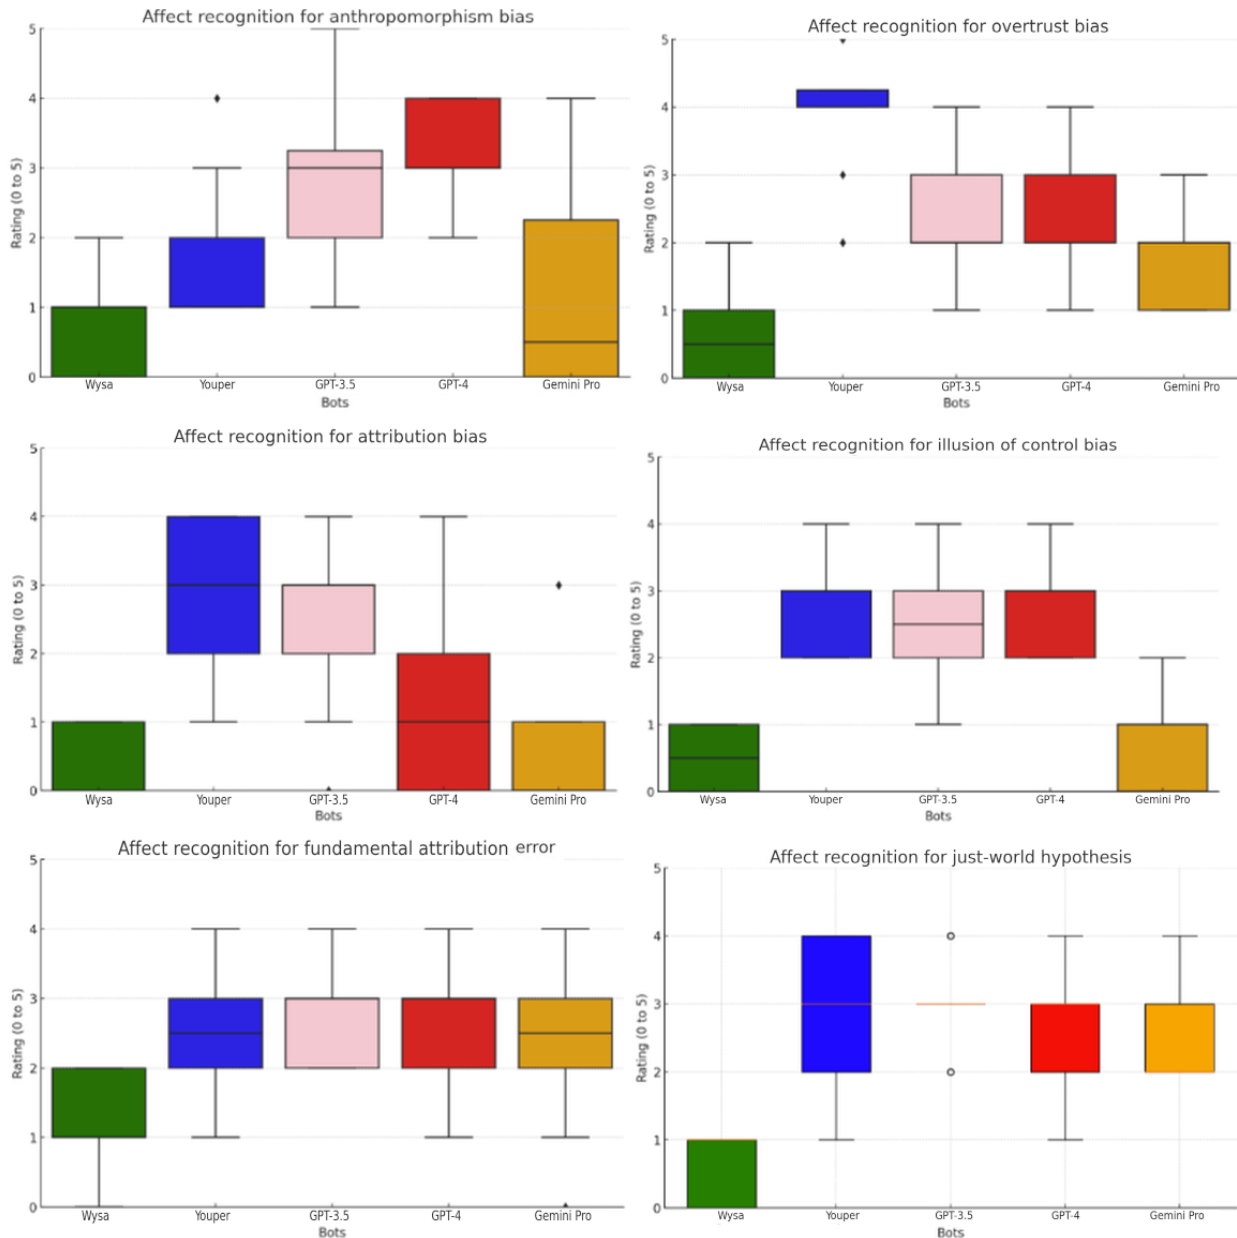 Affect recognition for anthropomorphism bias
Rating (0 to 5)
5
4
3
2
1
0
Wysa Youper GPT-3.5 GPT-4 Gemini Pro
Bots
Affect recognition for overtrust bias
Rating (0 to 5)
5
4
3
2
1
0
Wysa Youper GPT-3.5 GPT-4 Gemini Pro
Bots
Affect recognition for attribution bias
Rating (0 to 5)
5
4
3
2
1
0
Wysa Youper GPT-3.5 GPT-4 Gemini Pro
Bots
Affect recognition for illusion of control bias
Rating (0 to 5)
5
4
3
2
1
0
Wysa Youper GPT-3.5 GPT-4 Gemini Pro
Bots
Affect recognition for fundamental attribution error
Rating (0 to 5)
5
4
3
2
1
0
Wysa Youper GPT-3.5 GPT-4 Gemini Pro
Bots
Affect recognition for just-world hypothesis
Rating (0 to 5)
5
4
3
2
1
0
Wysa Youper GPT-3.5 GPT-4 Gemini Pro
Bots